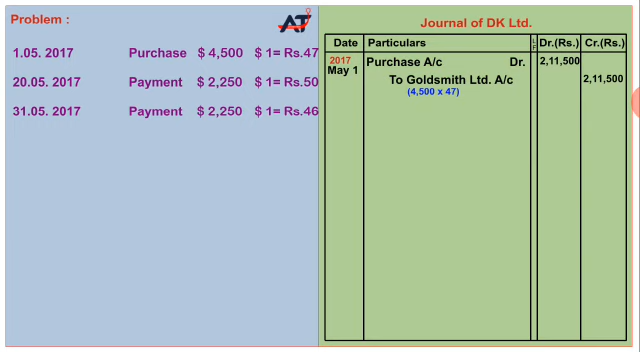 Problem :
AT
1.05. 2017 Purchase $ 4,500 $ 1= Rs.47
20.05. 2017 Payment $ 2,250 $ 1= Rs.50
31.05. 2017 Payment $ 2,250 $ 1= Rs.46
Journal of DK Ltd.
Date Particulars L F Dr.(Rs.) Cr.(Rs.)
2017
May 1 Purchase A/c Dr. 2,11,500
To Goldsmith Ltd. A/c 2,11,500
(4,500 x 47)